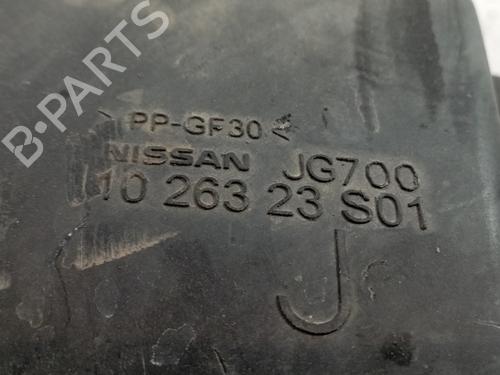 >PP-GF30<
NISSAN JG700
10 263 23 S01
J
B-PARTS